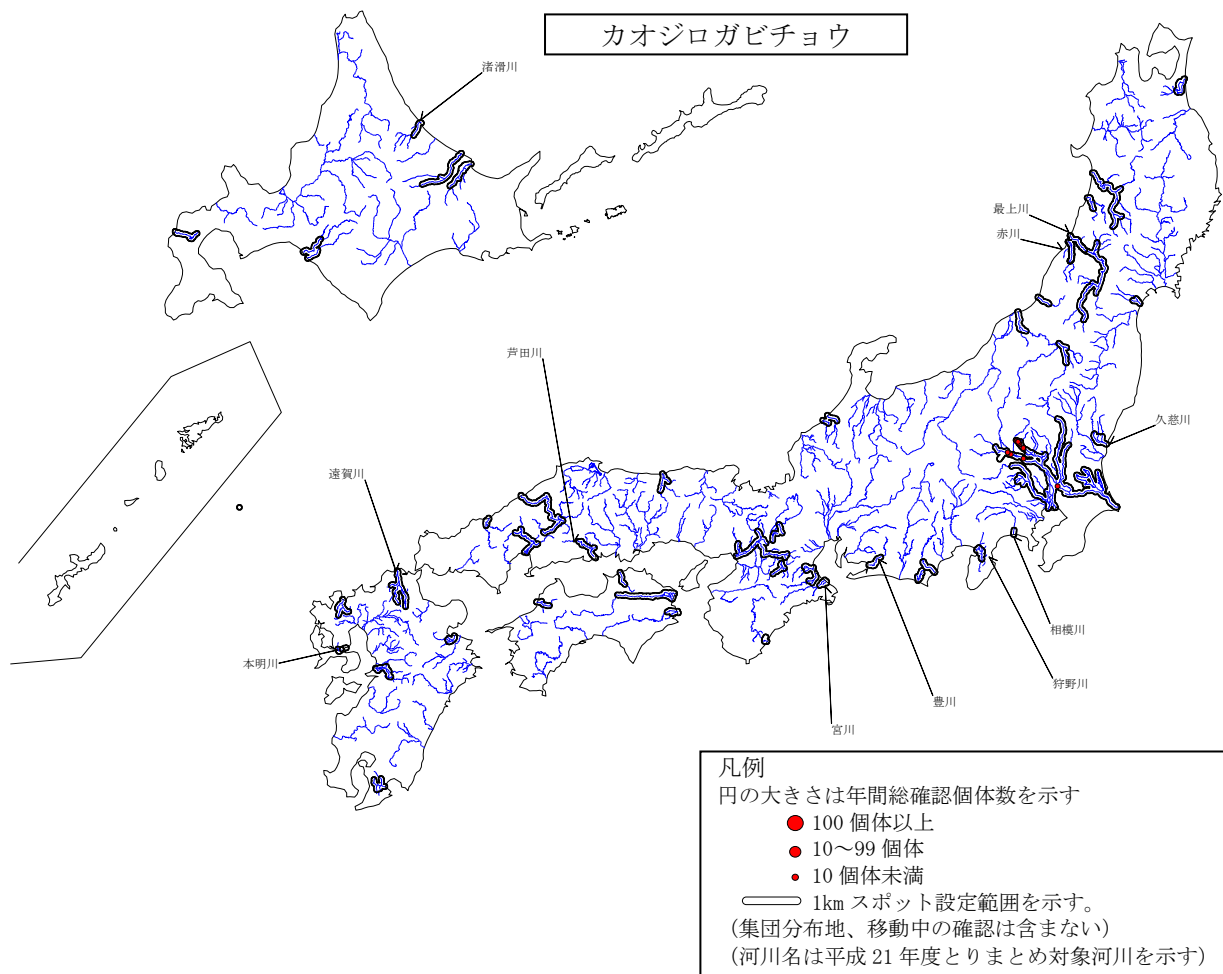 カオジロガビチョウ
渚滑川
最上川
赤川
芦田川
久慈川
遠賀川
相模川
本明川
狩野川
豊川
宮川
凡例
円の大きさは年間総確認個体数を示す
100 個体以上
10～99 個体
10 個体未満
1km スポット設定範囲を示す。
(集団分布地、移動中の確認は含まない)
(河川名は平成 21 年度とりまとめ対象河川を示す)